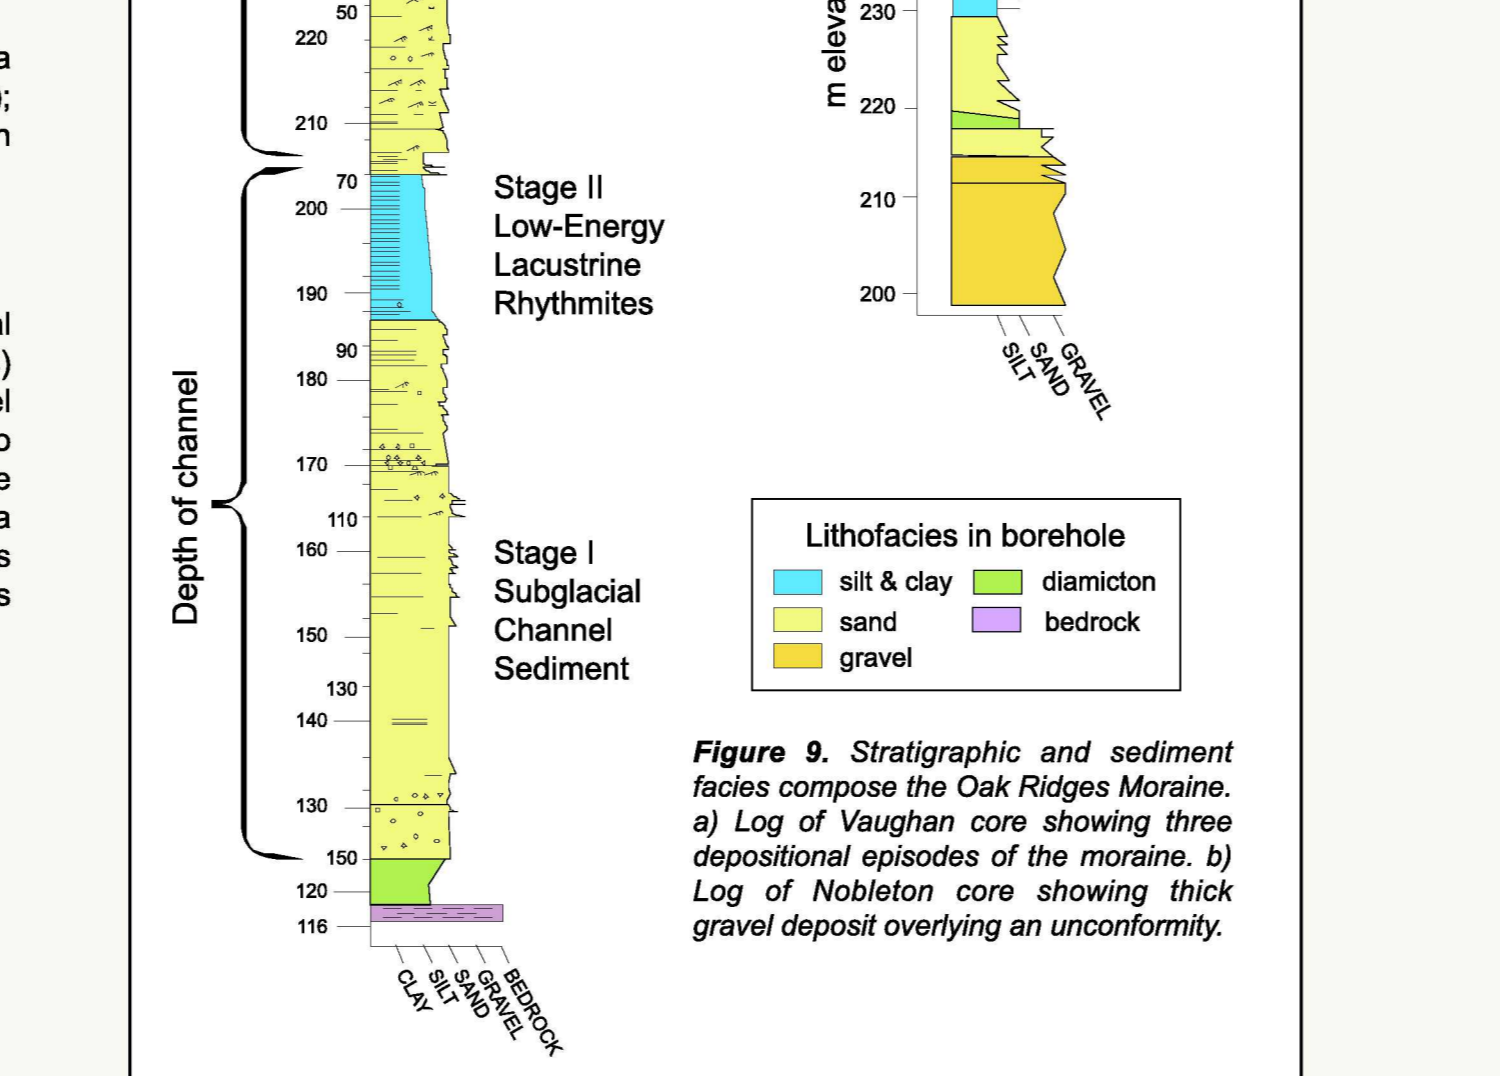 a
;
n
al
)
el
o
e
a
s
s
Depth of channel
50
220
210
70
200
190
90
180
170
110
160
150
130
140
130
150
120
116
CLAY
SILT
SAND
GRAVEL
BEDROCK
Stage II
Low-Energy
Lacustrine
Rhythmites
Stage I
Subglacial
Channel
Sediment
m eleva
230
220
210
200
SILT
SAND
GRAVEL
Lithofacies in borehole
silt & clay
diamicton
sand
bedrock
gravel
Figure 9. Stratigraphic and sediment
facies compose the Oak Ridges Moraine.
a) Log of Vaughan core showing three
depositional episodes of the moraine. b)
Log of Nobleton core showing thick
gravel deposit overlying an unconformity.